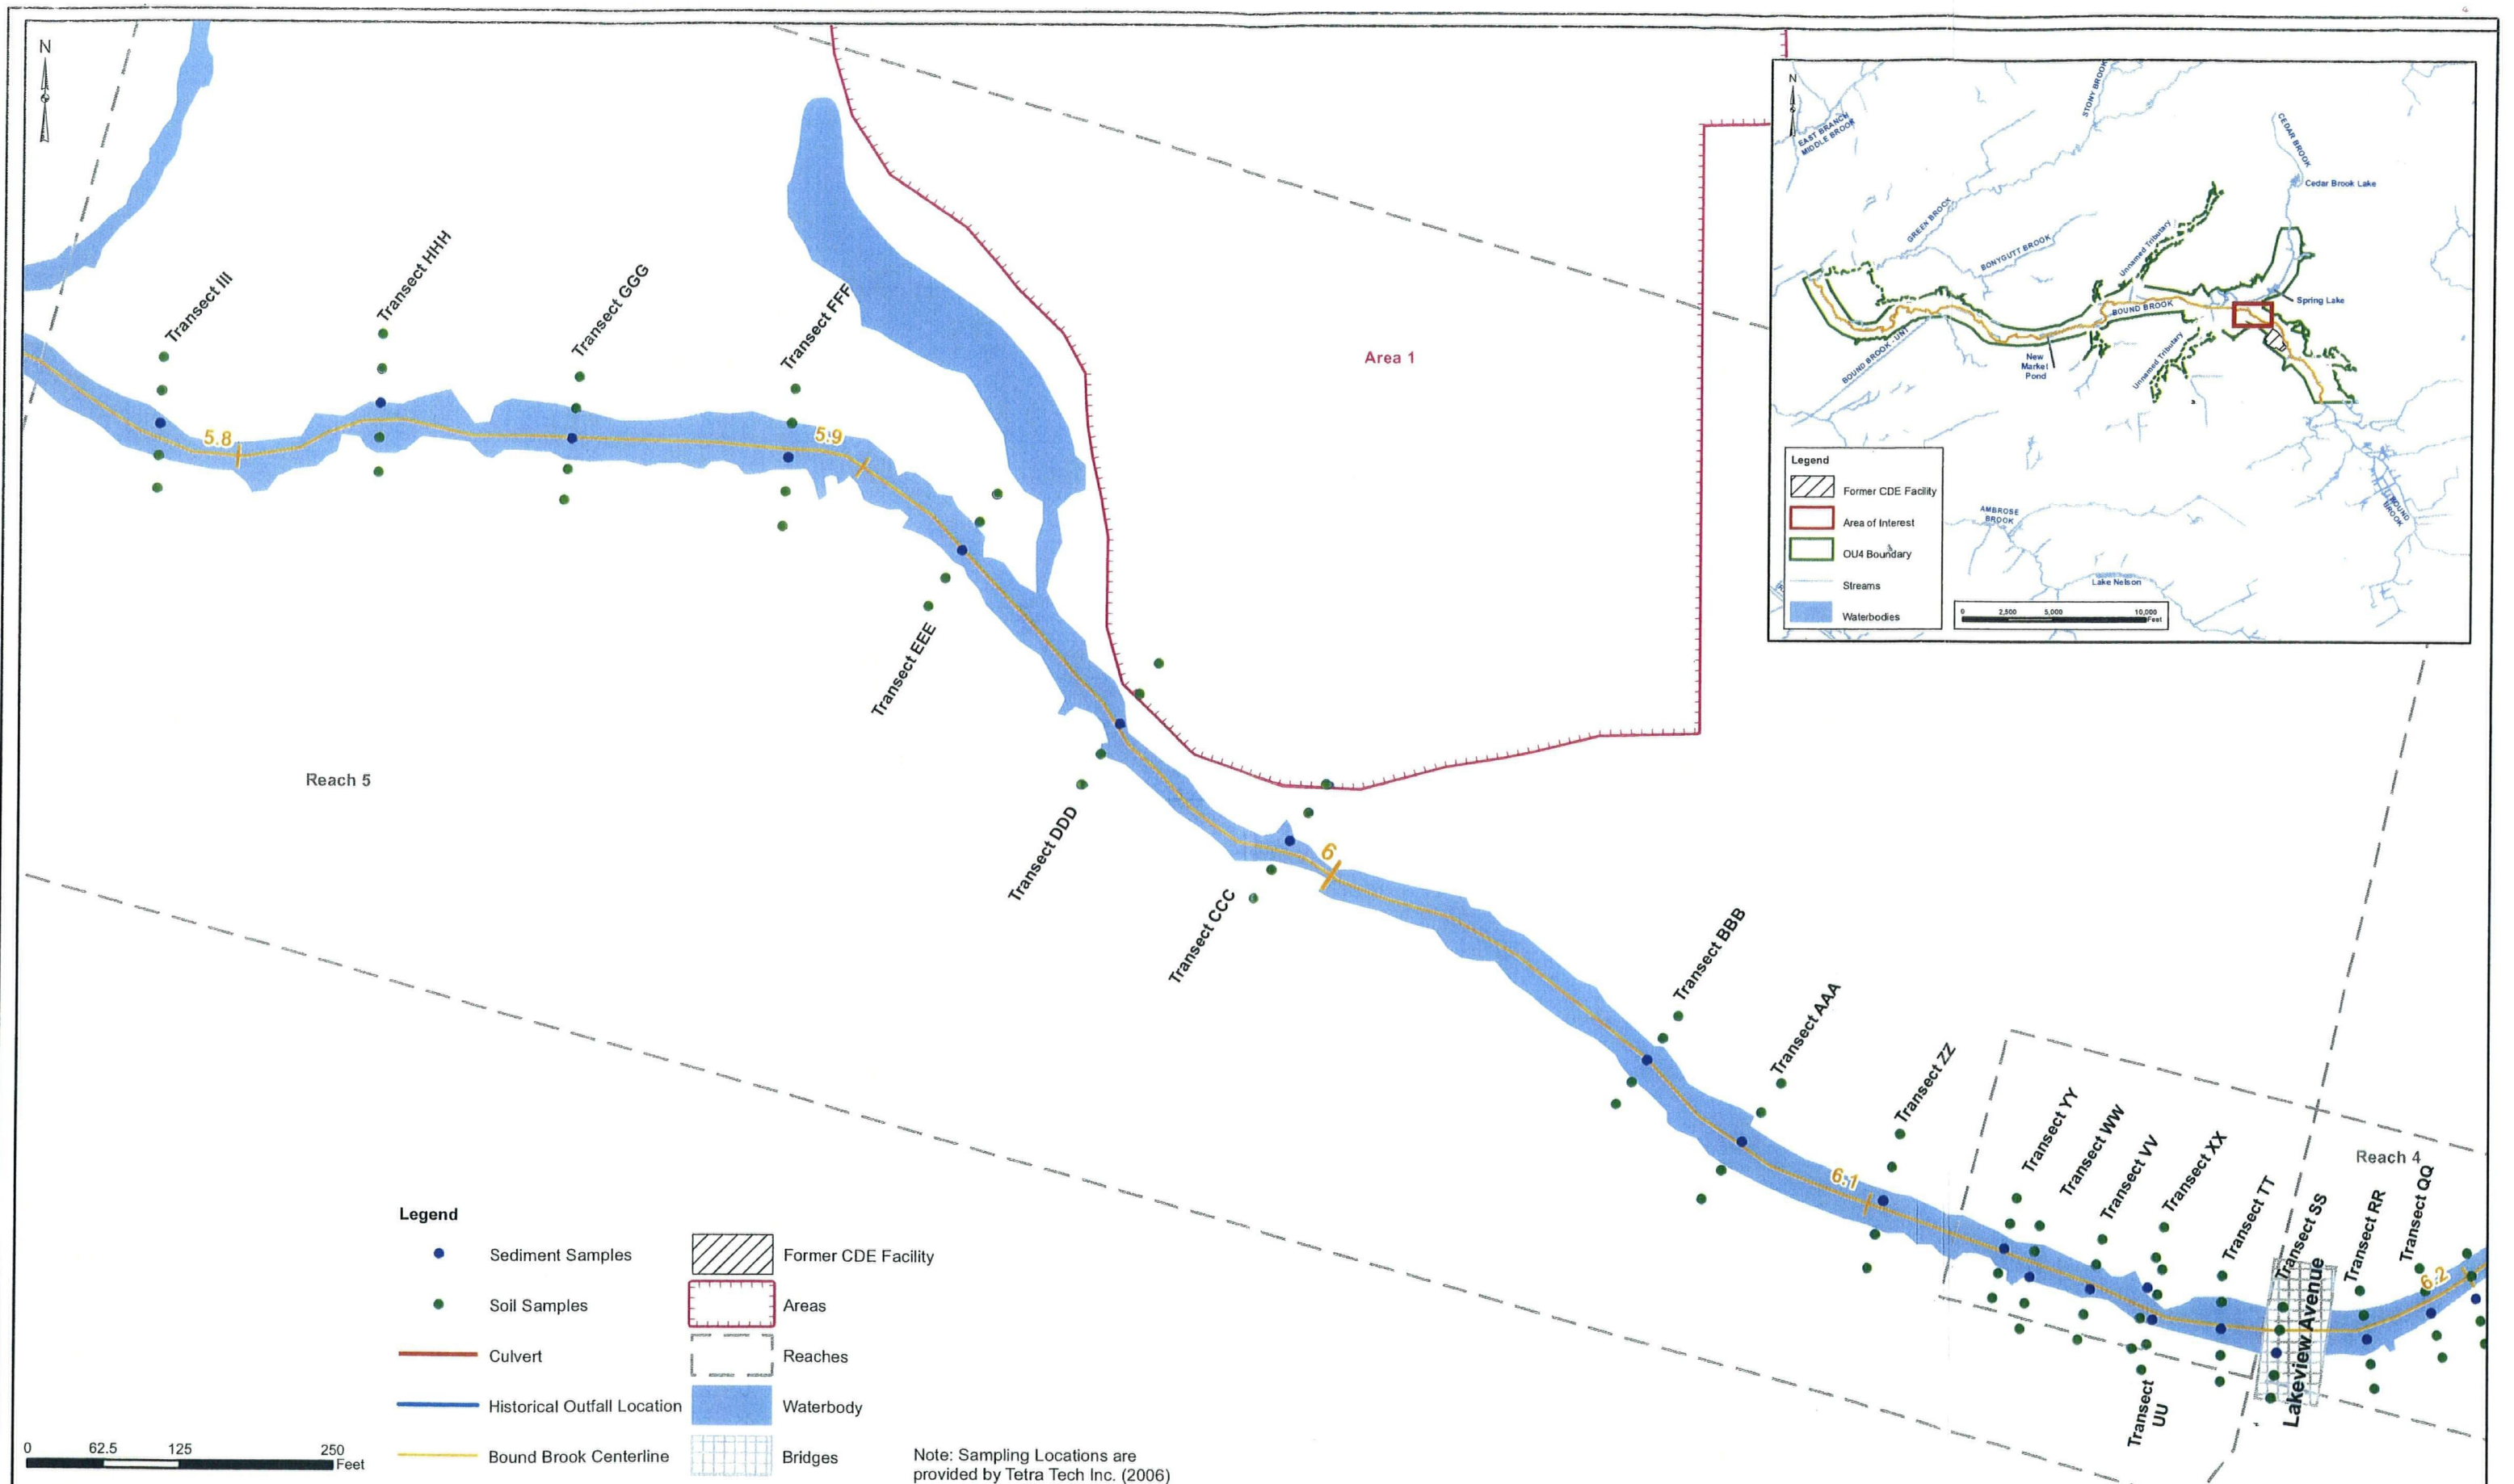 N
Transect III
Transect HHH
Transect GGG
Transect FFF
5.8
5.9
Area 1
Transect EEE
Reach 5
Transect DDD
Transect CCC
6
Transect BBB
Transect AAA
Transect ZZ
6.1
Transect YY
Transect WW
Transect VV
Transect XX
Transect TT
Transect SS
Transect RR
Transect QQ
Reach 4
6.2
Lakeview Avenue
Transect
UU
N
EAST BRANCH
MIDDLE BROOK
STONY BROOK
CEDAR BROOK
Cedar Brook Lake
GREEN BROOK
BONYGUTT BROOK
Unnamed Tributary
Spring Lake
BOUND BROOK
BOUND BROOK - UNT
New
Market
Pond
Unnamed Tributary
AMBROSE
BROOK
Lake Nelson
BOUND
BROOK
Legend
Former CDE Facility
Area of Interest
OU4 Boundary
Streams
Waterbodies
0 2,500 5,000 10,000
Feet
Legend
Sediment Samples
Soil Samples
Culvert
Historical Outfall Location
Bound Brook Centerline
Former CDE Facility
Areas
Reaches
Waterbody
Bridges
0 62.5 125 250
Feet
Note: Sampling Locations are
provided by Tetra Tech Inc. (2006)